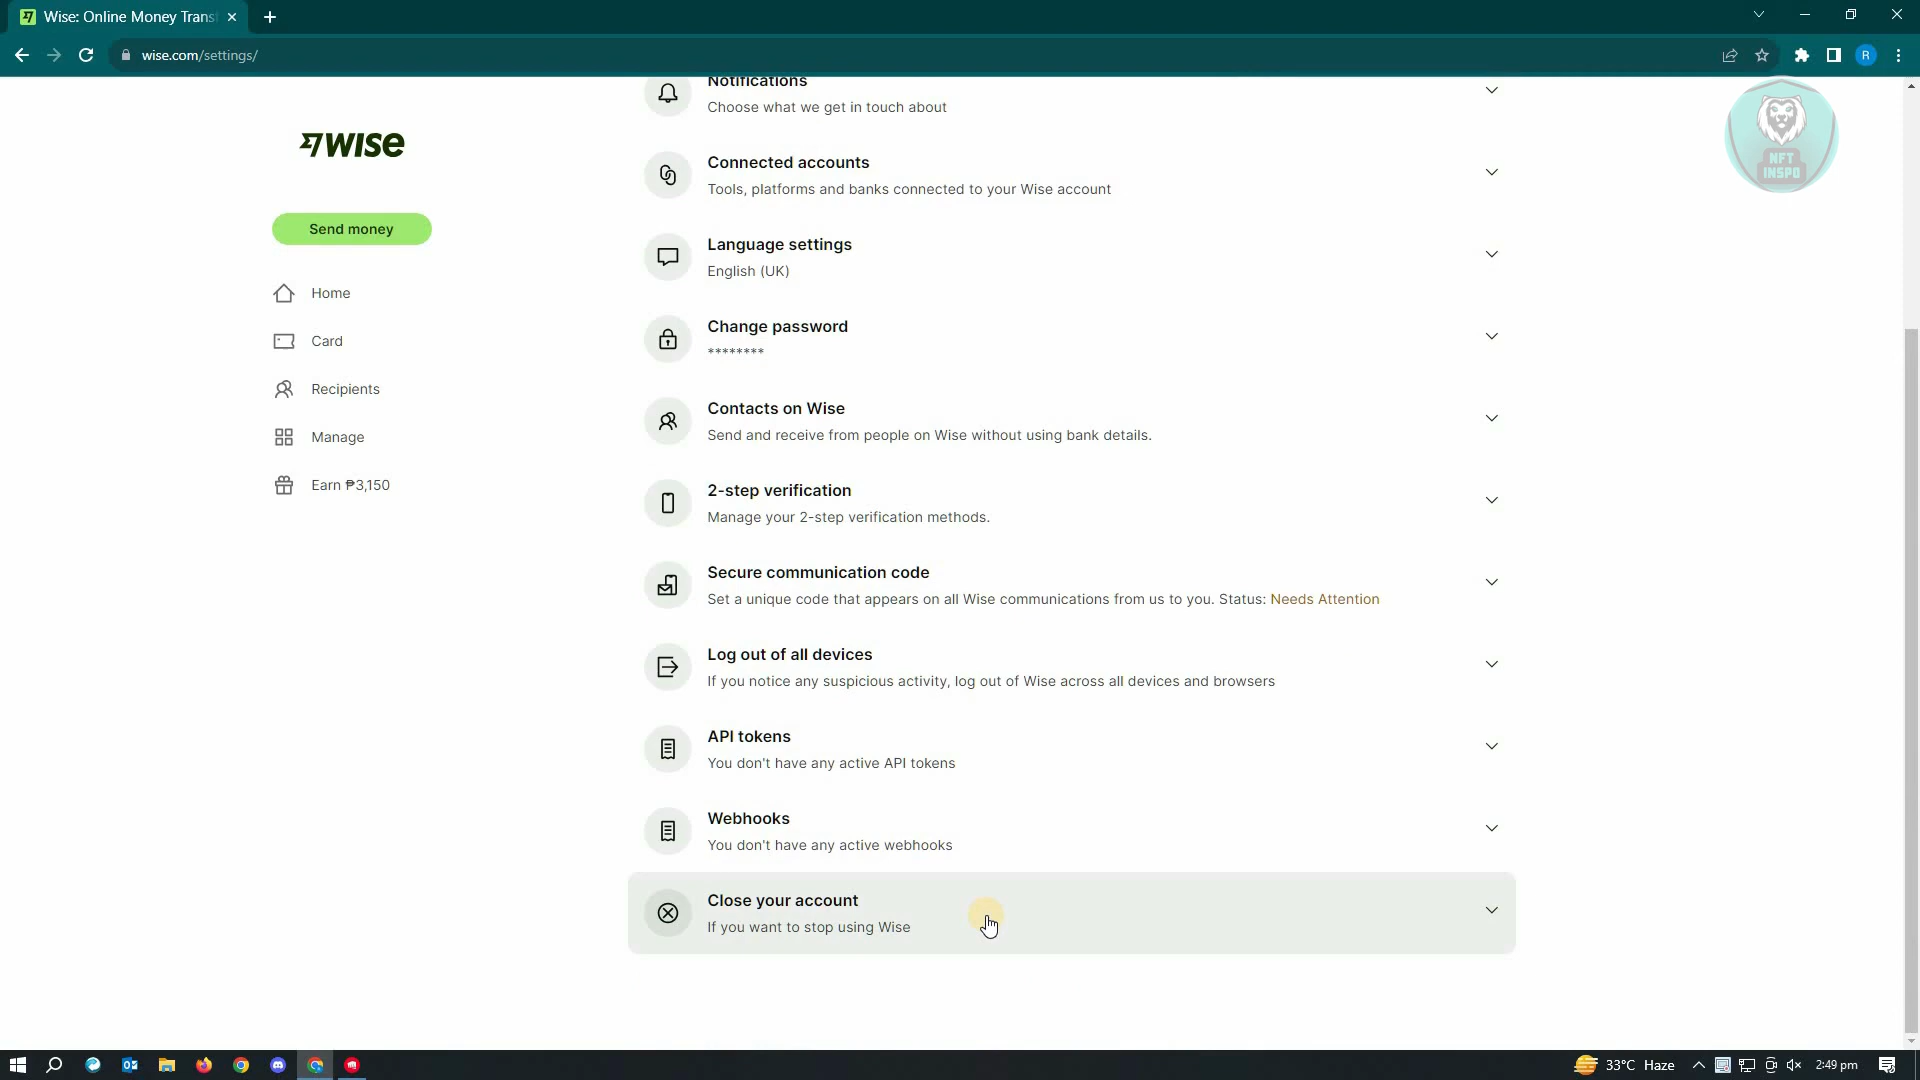 Wise: Online Money Trans
wise.com/settings/
R
Notifications
Choose what we get in touch about
NFT
INSPO
WISE
Connected accounts
Tools, platforms and banks connected to your Wise account
Send money
Language settings
English (UK)
Home
Change password
********
Card
Recipients
Contacts on Wise
Send and receive from people on Wise without using bank details.
Manage
Earn ₱3,150
2-step verification
Manage your 2-step verification methods.
Secure communication code
Set a unique code that appears on all Wise communications from us to you. Status: Needs Attention
Log out of all devices
If you notice any suspicious activity, log out of Wise across all devices and browsers
API tokens
You don't have any active API tokens
Webhooks
You don't have any active webhooks
Close your account
If you want to stop using Wise
33°C Haze
2:49 pm